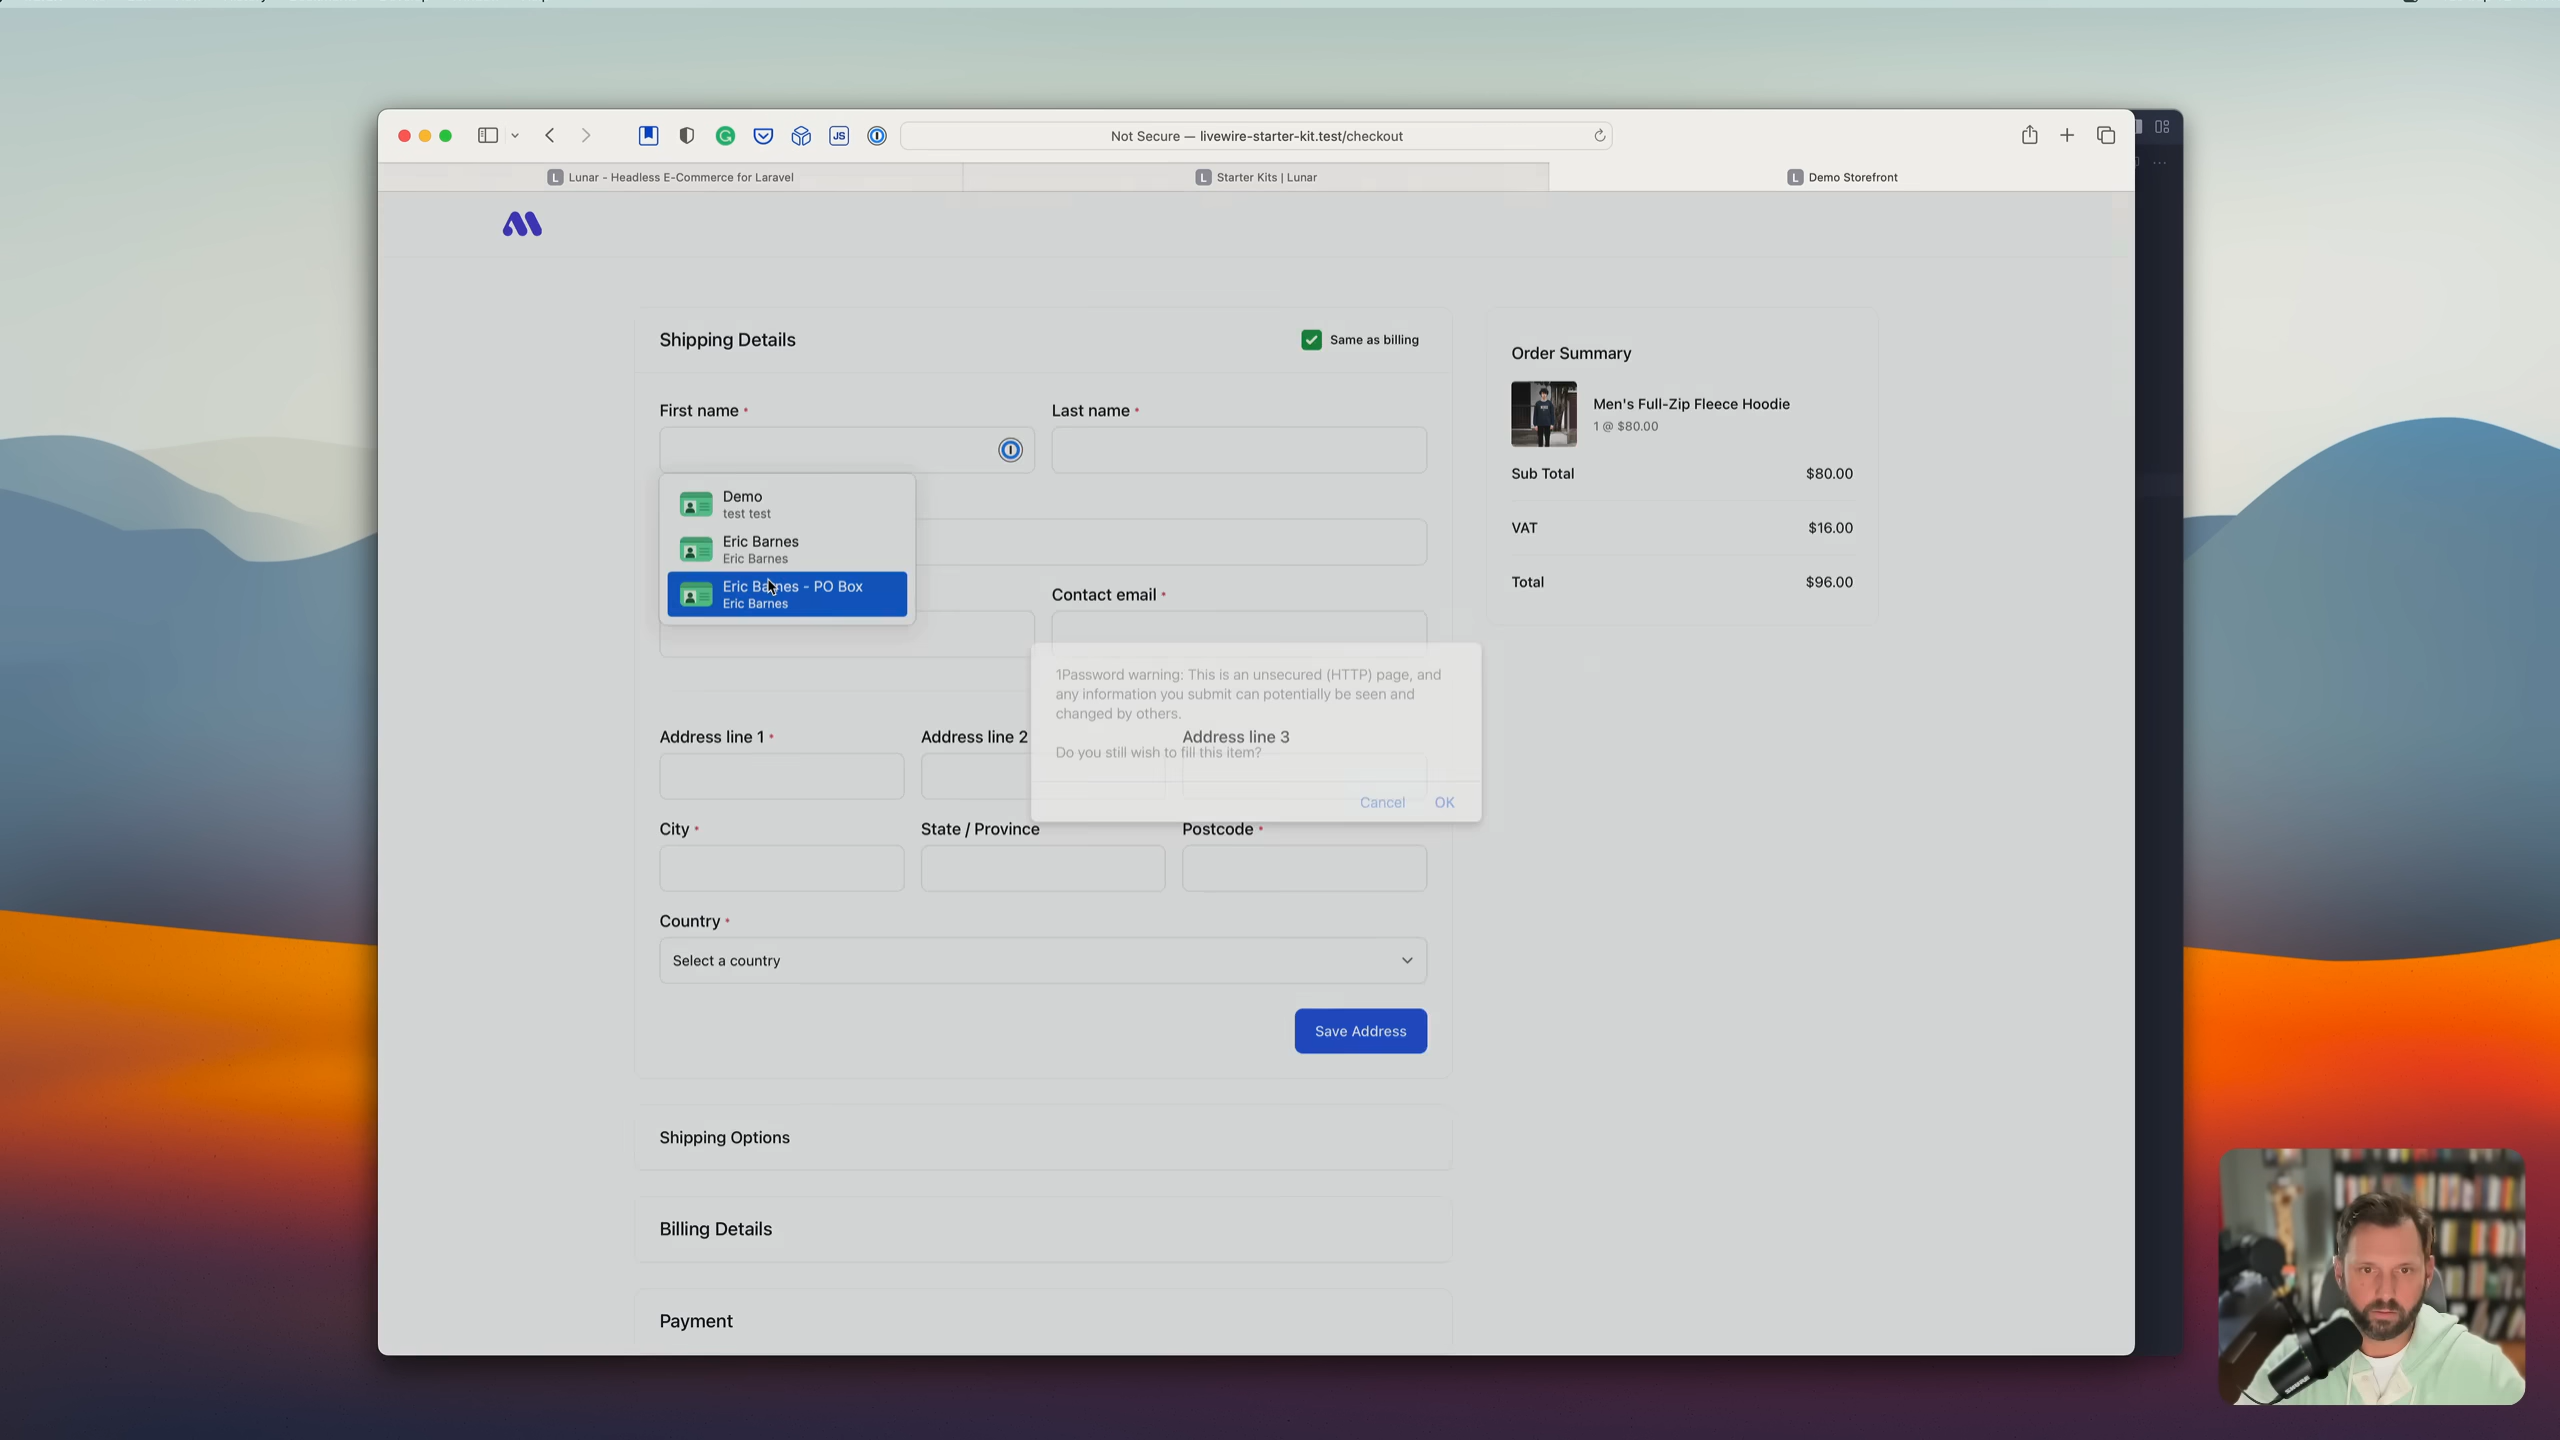 Not Secure — livewire-starter-kit.test/checkout
L Lunar - Headless E-Commerce for Laravel
L Starter Kits | Lunar
L Demo Storefront
Shipping Details
Same as billing
First name *
Last name *
Demo
test test
Eric Barnes
Eric Barnes
Eric Barnes - PO Box
Eric Barnes
Contact email *
1Password warning: This is an unsecured (HTTP) page, and
any information you submit can potentially be seen and
changed by others.
Do you still wish to fill this item?
Cancel OK
Address line 1 *
Address line 2
Address line 3
City *
State / Province
Postcode *
Country *
Select a country
Save Address
Shipping Options
Billing Details
Payment
Order Summary
Men's Full-Zip Fleece Hoodie
1 @ $80.00
Sub Total $80.00
VAT $16.00
Total $96.00
JS